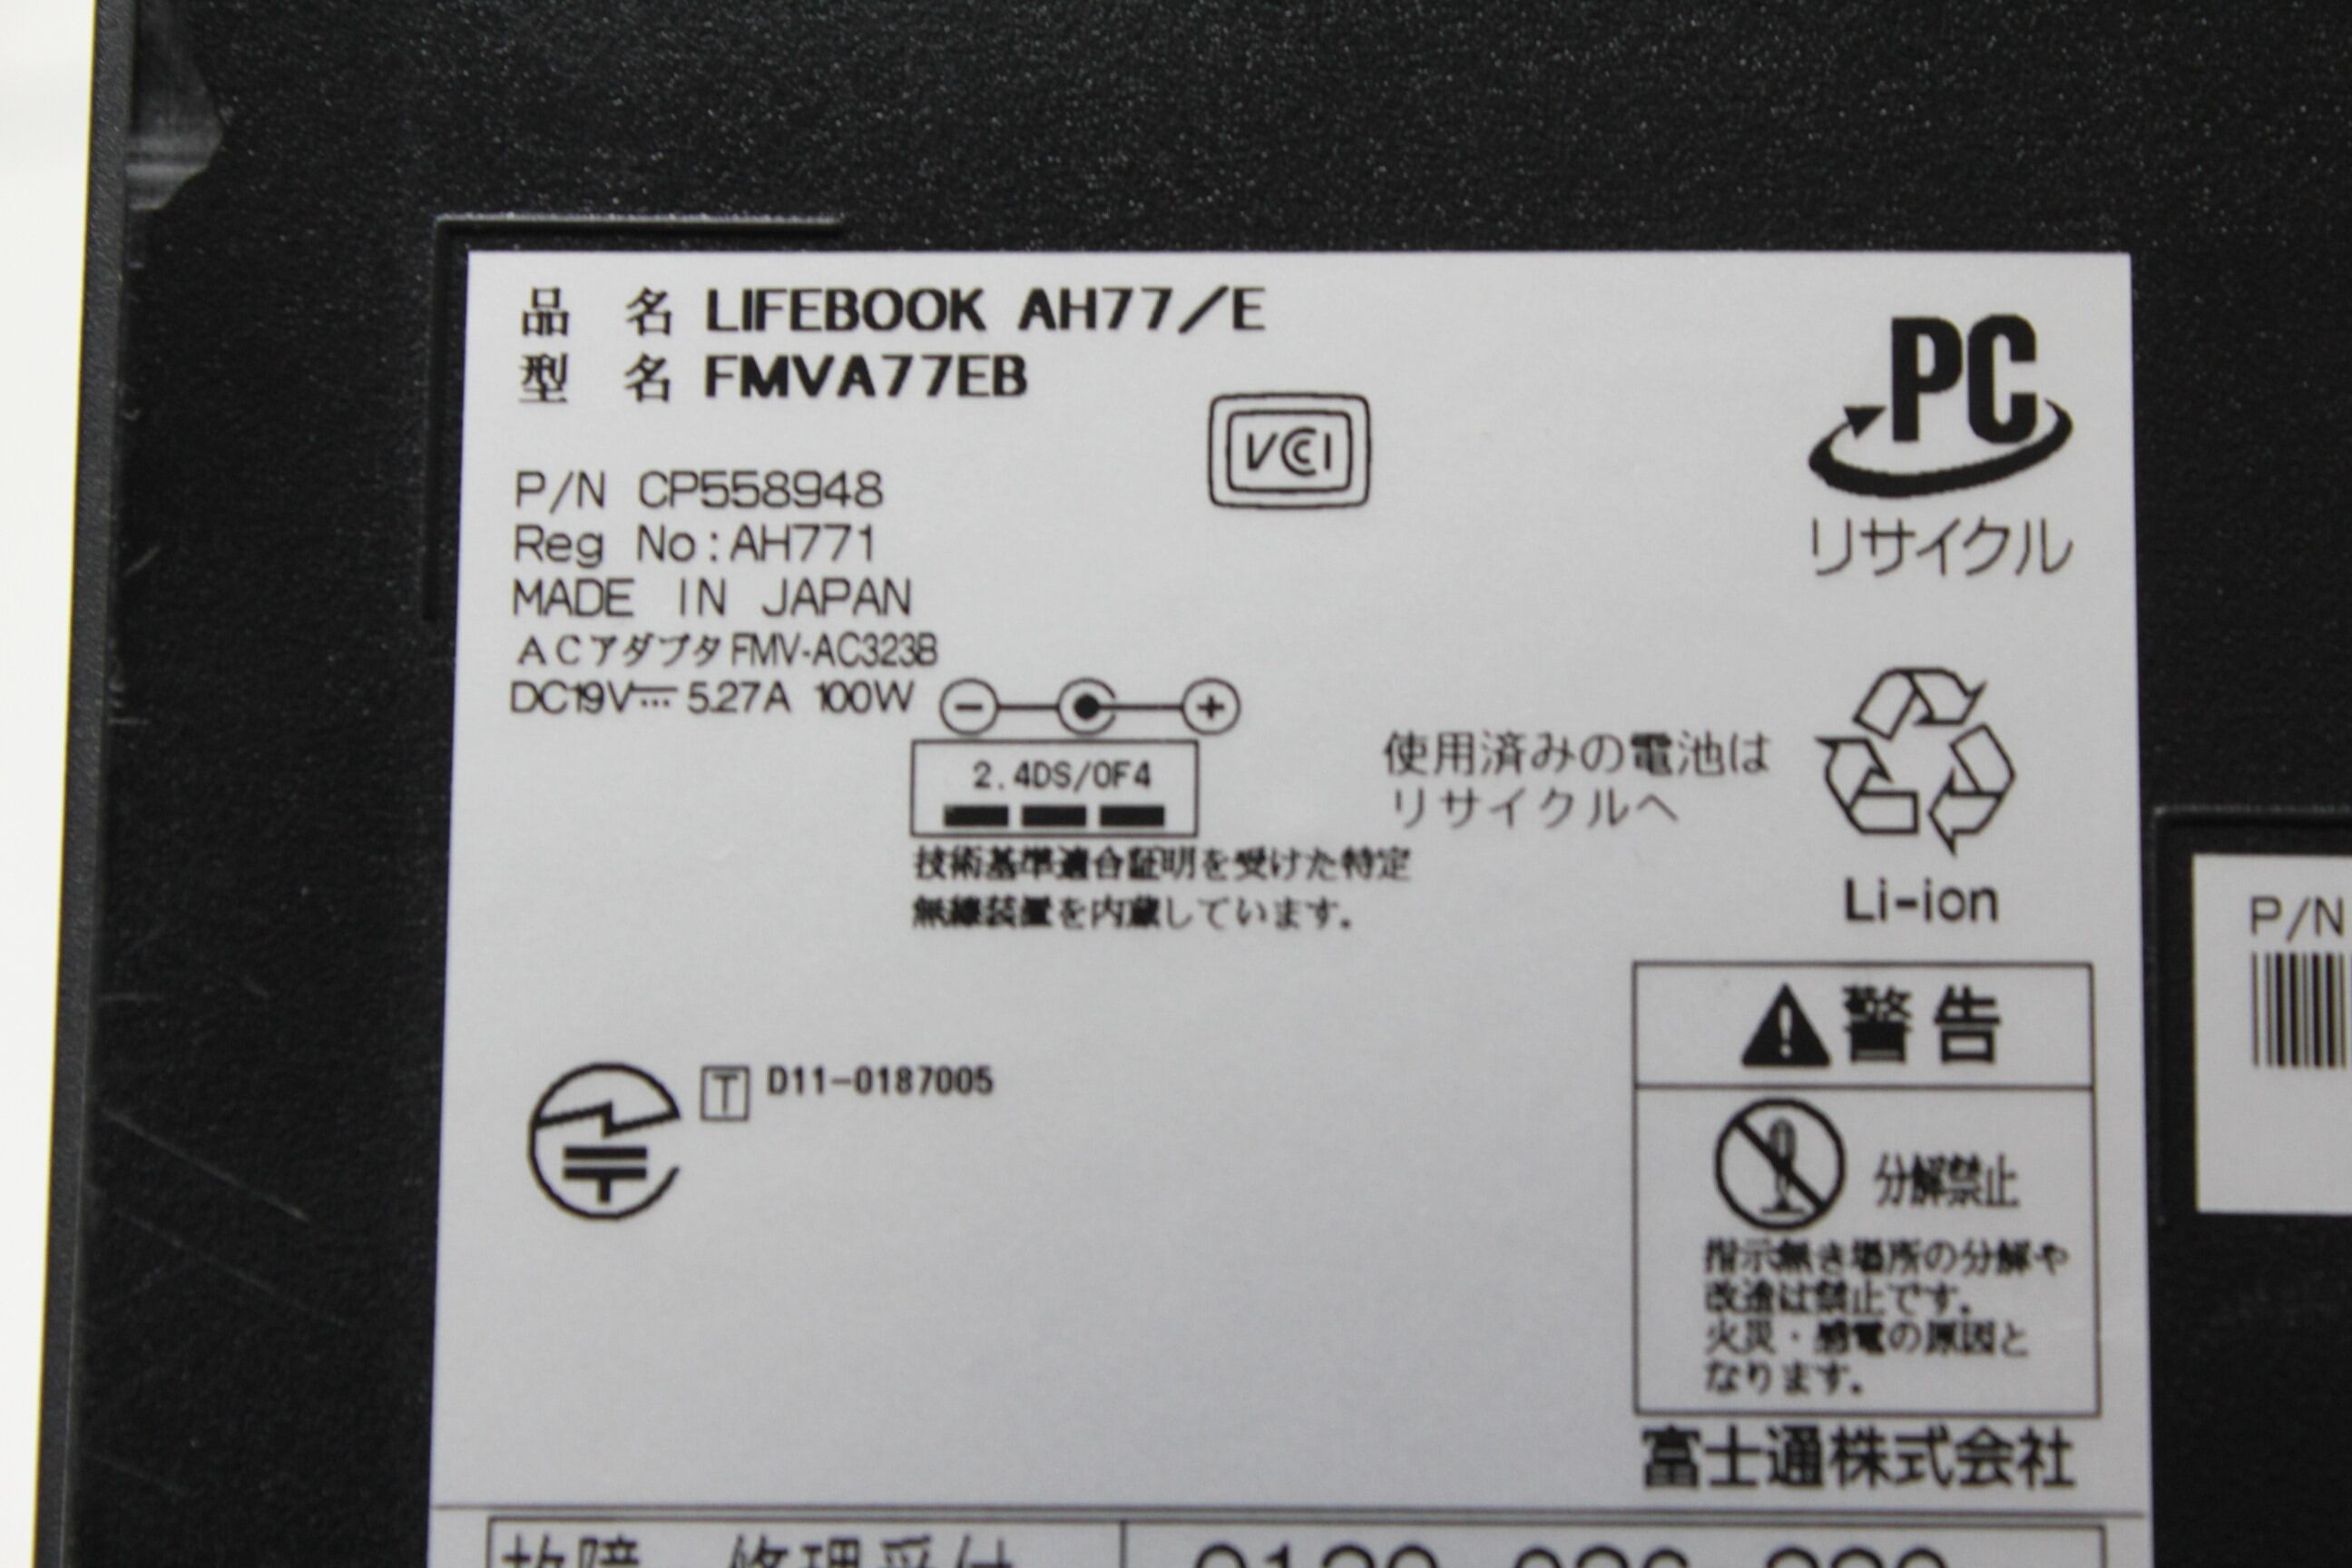 品 名 LIFEBOOK AH77/E
型 名 FMVA77EB
VCCI
PC
リサイクル
P/N CP558948
Reg No:AH771
MADE IN JAPAN
ACアダプタ FMV-AC323B
DC19V⎓ 5.27A 100W
2.4DS/OF4
技術基準適合証明を受けた特定
無線装置を内蔵しています。
使用済みの電池は
リサイクルへ
Li-ion
P/N
T D11-0187005
警告
分解禁止
指示無き場所の分解や
改造は禁止です。
火災・感電の原因と
なります。
富士通株式会社